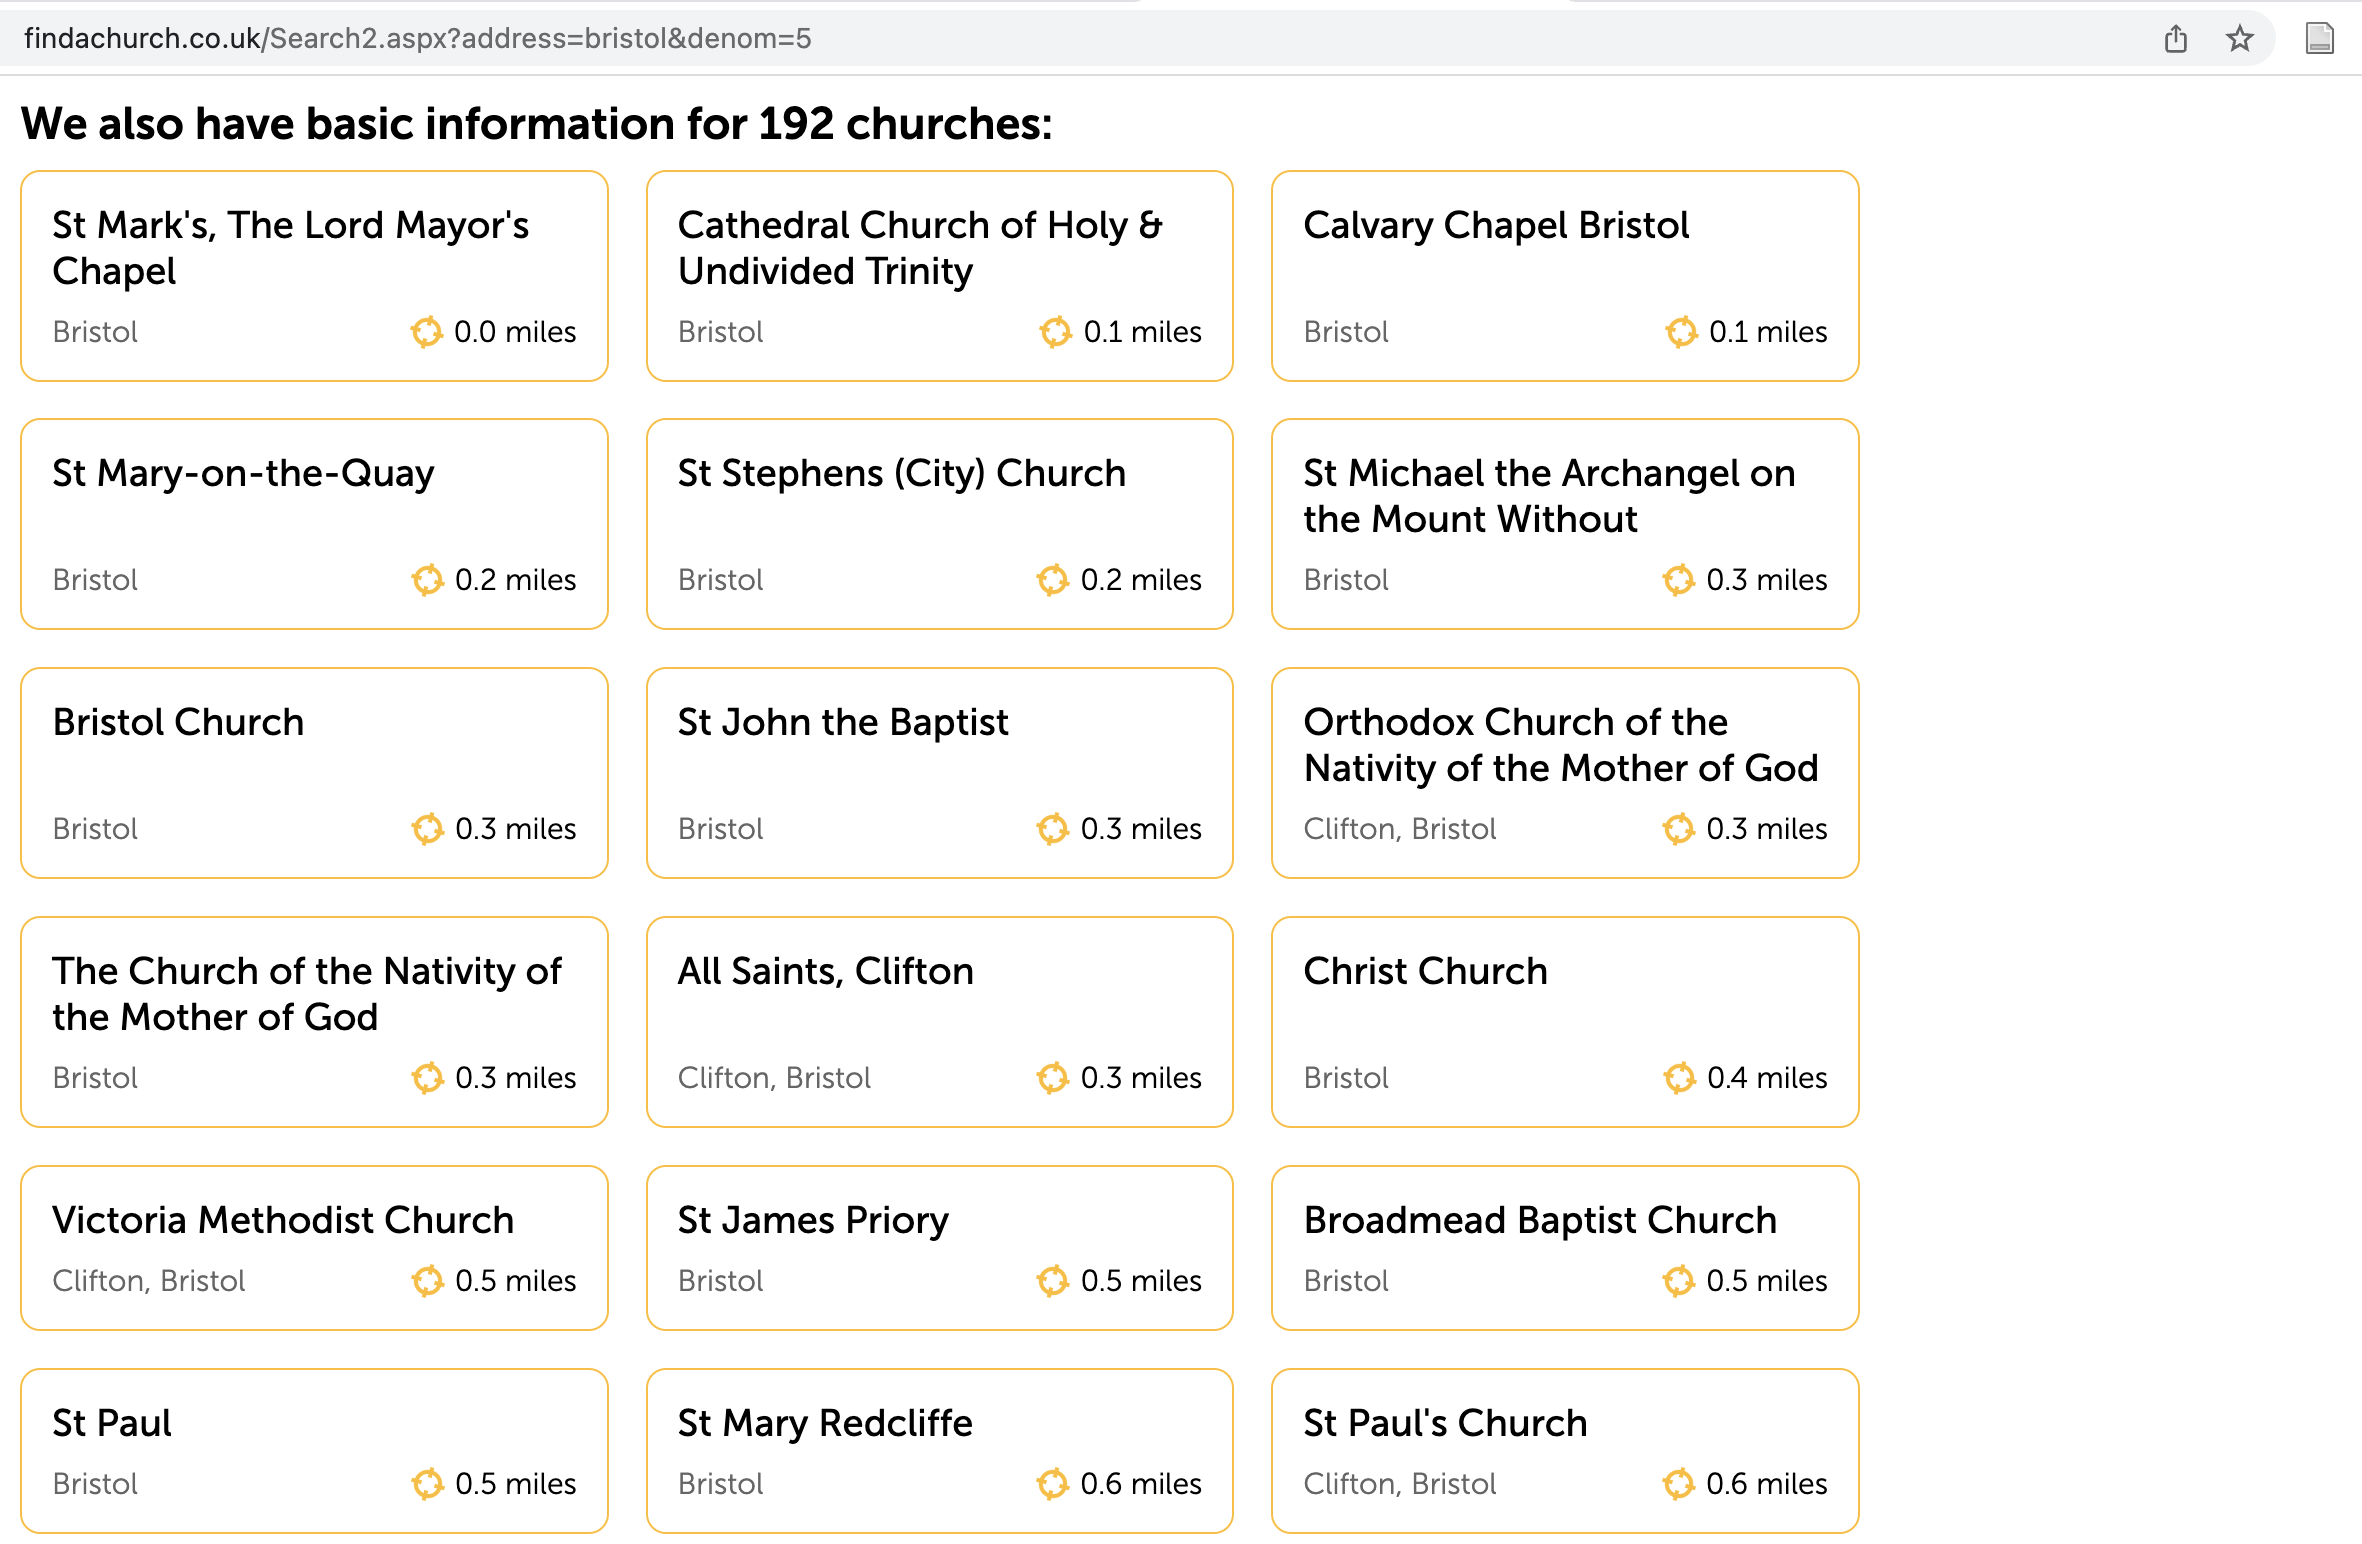 findachurch.co.uk/Search2.aspx?address=bristol&denom=5
We also have basic information for 192 churches:
St Mark's, The Lord Mayor's
Chapel
Bristol
0.0 miles
Cathedral Church of Holy &
Undivided Trinity
Bristol
0.1 miles
Calvary Chapel Bristol
Bristol
0.1 miles
St Mary-on-the-Quay
Bristol
0.2 miles
St Stephens (City) Church
Bristol
0.2 miles
St Michael the Archangel on
the Mount Without
Bristol
0.3 miles
Bristol Church
Bristol
0.3 miles
St John the Baptist
Bristol
0.3 miles
Orthodox Church of the
Nativity of the Mother of God
Clifton, Bristol
0.3 miles
The Church of the Nativity of
the Mother of God
Bristol
0.3 miles
All Saints, Clifton
Clifton, Bristol
0.3 miles
Christ Church
Bristol
0.4 miles
Victoria Methodist Church
Clifton, Bristol
0.5 miles
St James Priory
Bristol
0.5 miles
Broadmead Baptist Church
Bristol
0.5 miles
St Paul
Bristol
0.5 miles
St Mary Redcliffe
Bristol
0.6 miles
St Paul's Church
Clifton, Bristol
0.6 miles